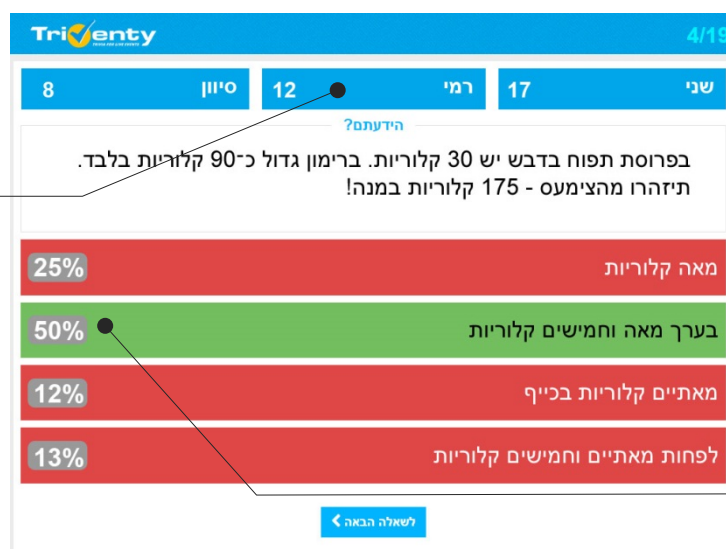 Triventy
4/19
שני 17
רמי 12
סיוון 8
הידעתם?
בפרוסת תפוח בדבש יש 30 קלוריות. ברימון גדול כ־90 קלוריות בלבד.
תיזהרו מהצימעס - 175 קלוריות במנה!
מאה קלוריות 25%
בערך מאה וחמישים קלוריות 50%
מאתיים קלוריות בכייף 12%
לפחות מאתיים וחמישים קלוריות 13%
לשאלה הבאה